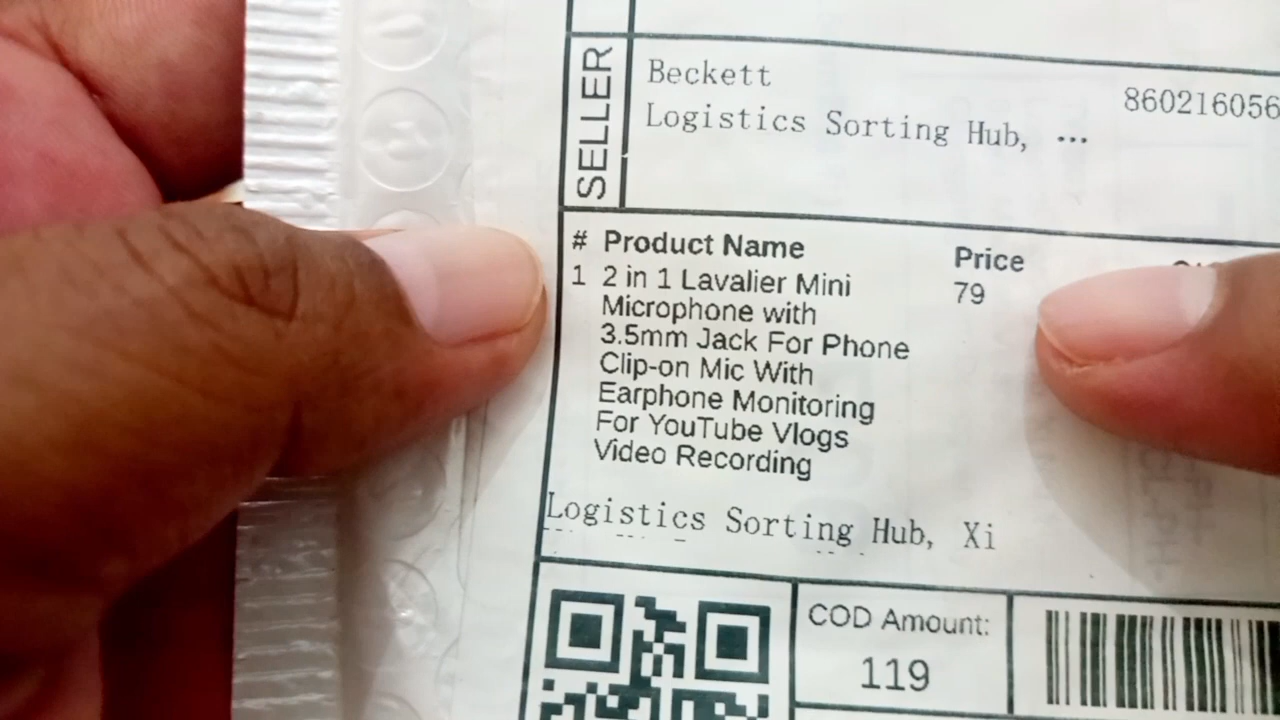 SELLER
Beckett
860216056
Logistics Sorting Hub, ...
# Product Name Price
1 2 in 1 Lavalier Mini 79
Microphone with
3.5mm Jack For Phone
Clip-on Mic With
Earphone Monitoring
For YouTube Vlogs
Video Recording
Logistics Sorting Hub, Xi
COD Amount:
119